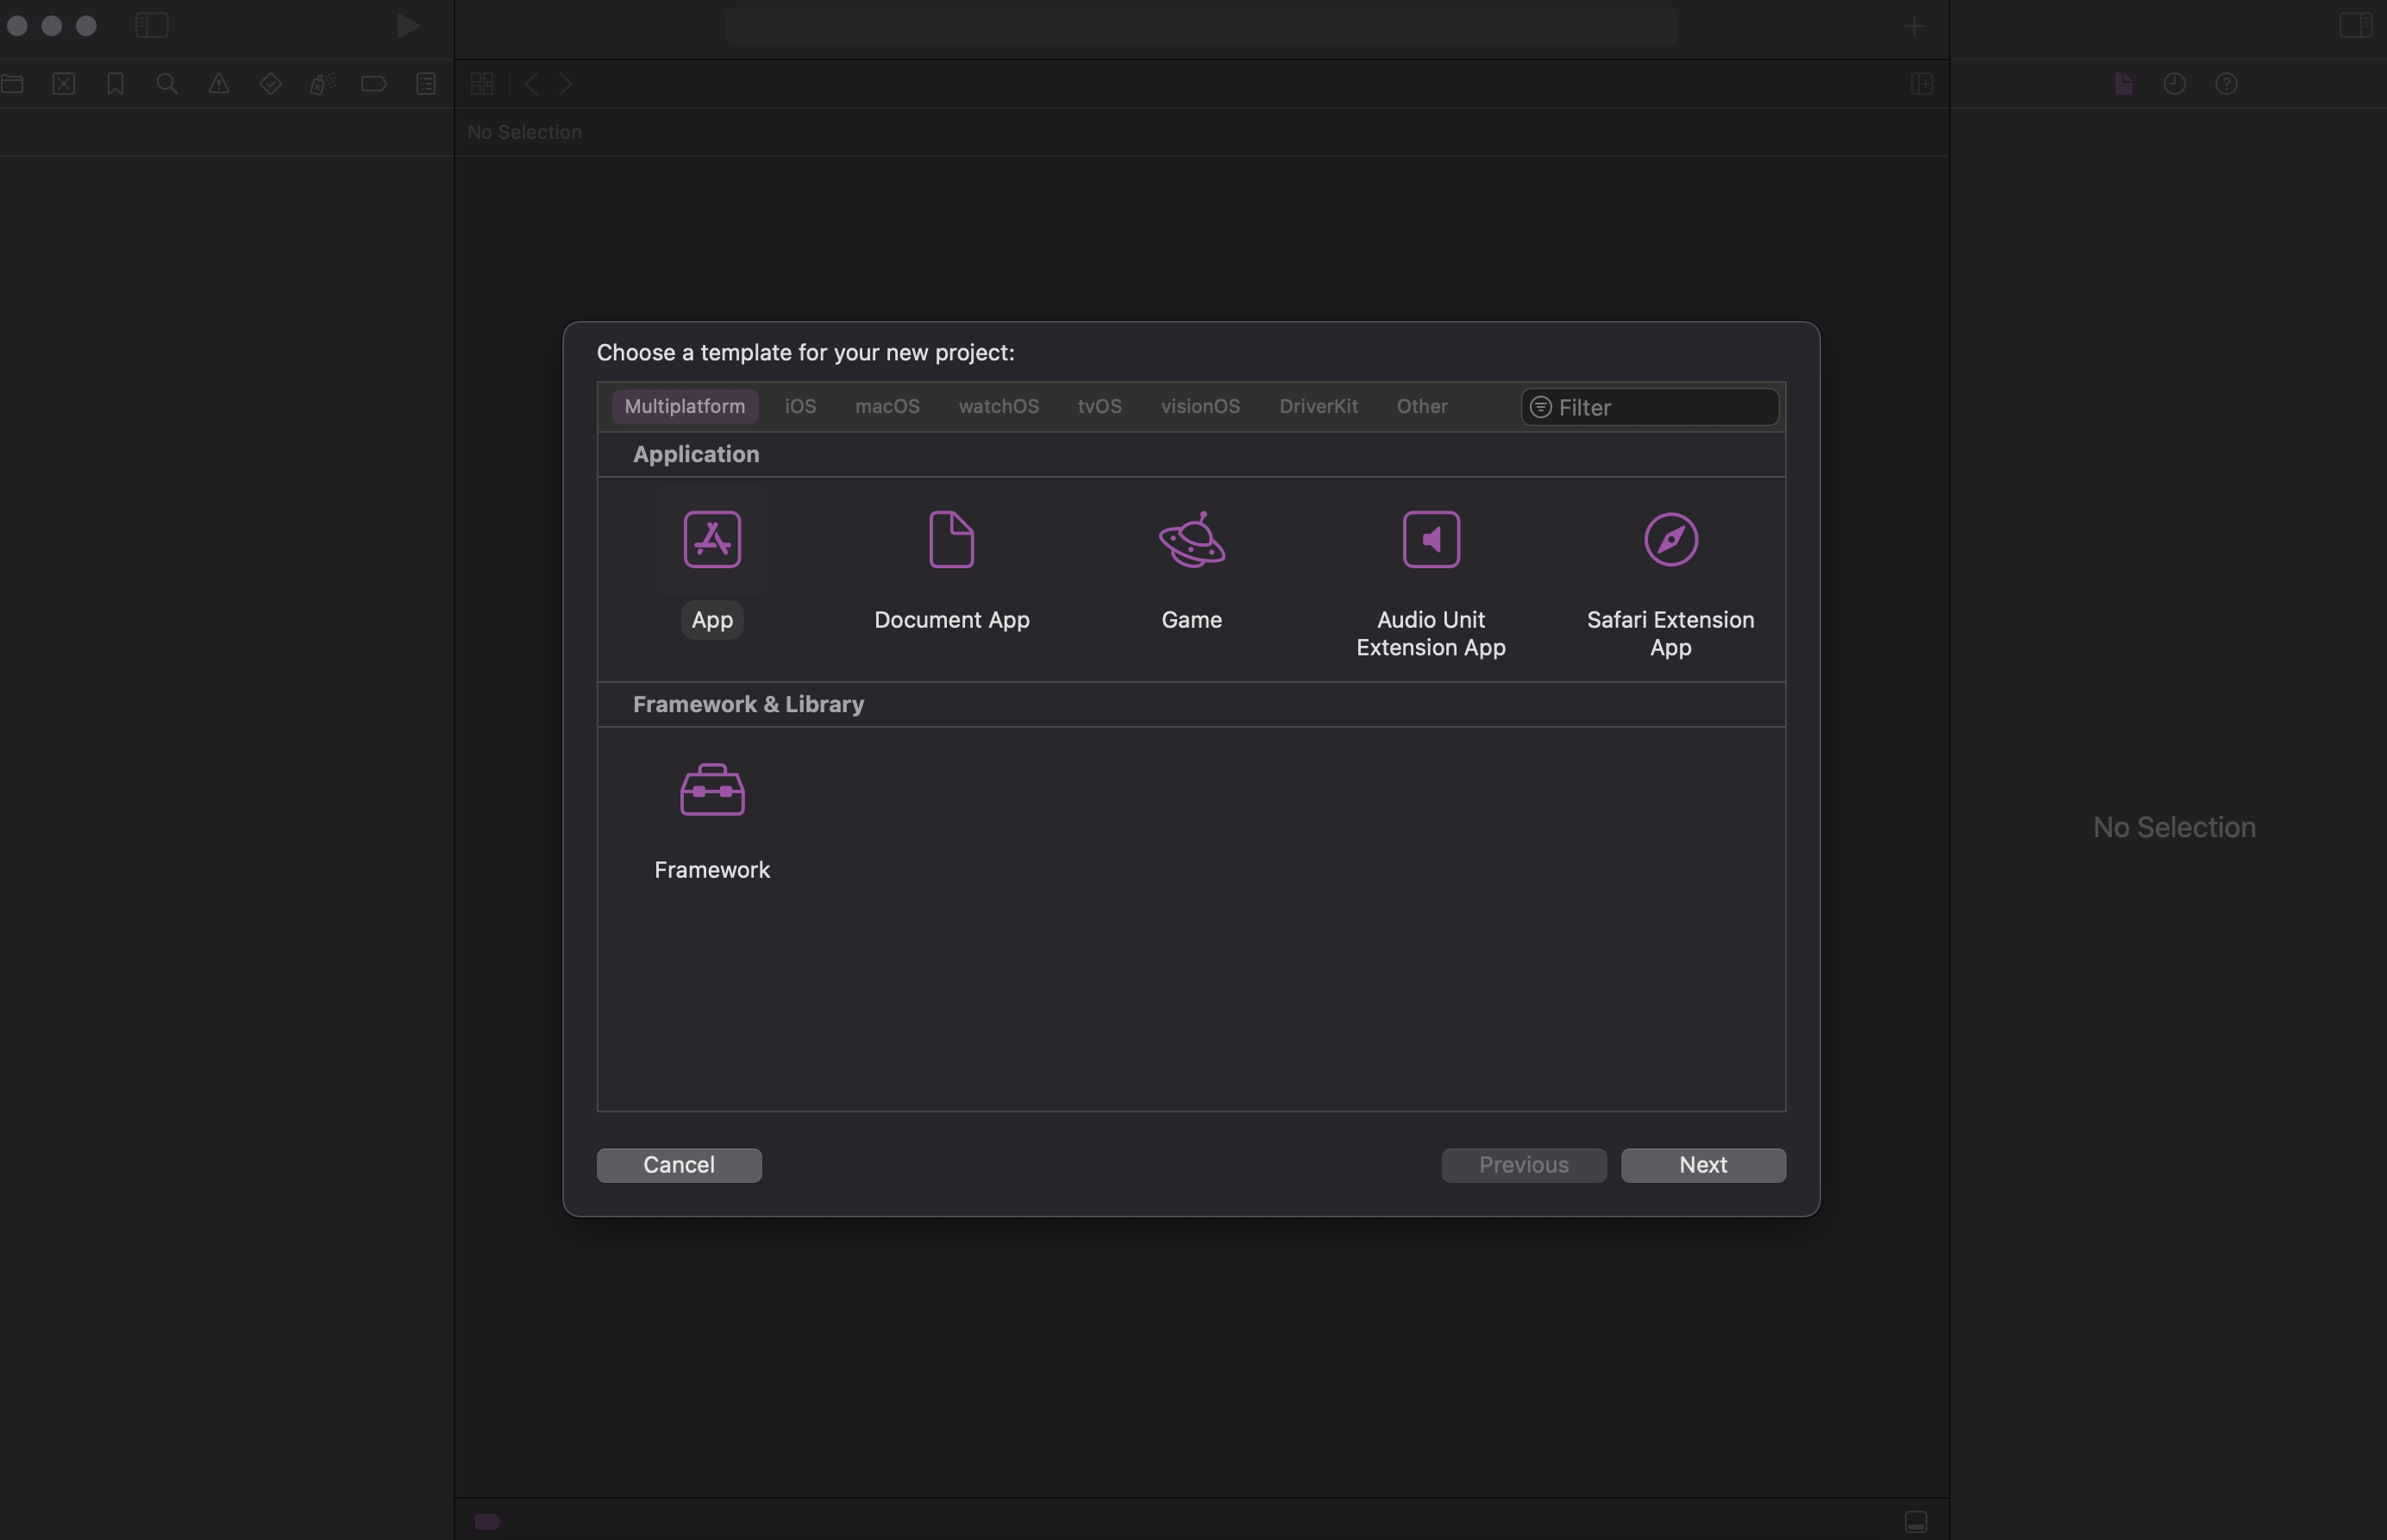 No Selection
Choose a template for your new project:
Multiplatform iOS macOS watchOS tvOS visionOS DriverKit Other Filter
Application
App Document App Game Audio Unit Extension App Safari Extension App
Framework & Library
Framework
No Selection
Cancel Previous Next